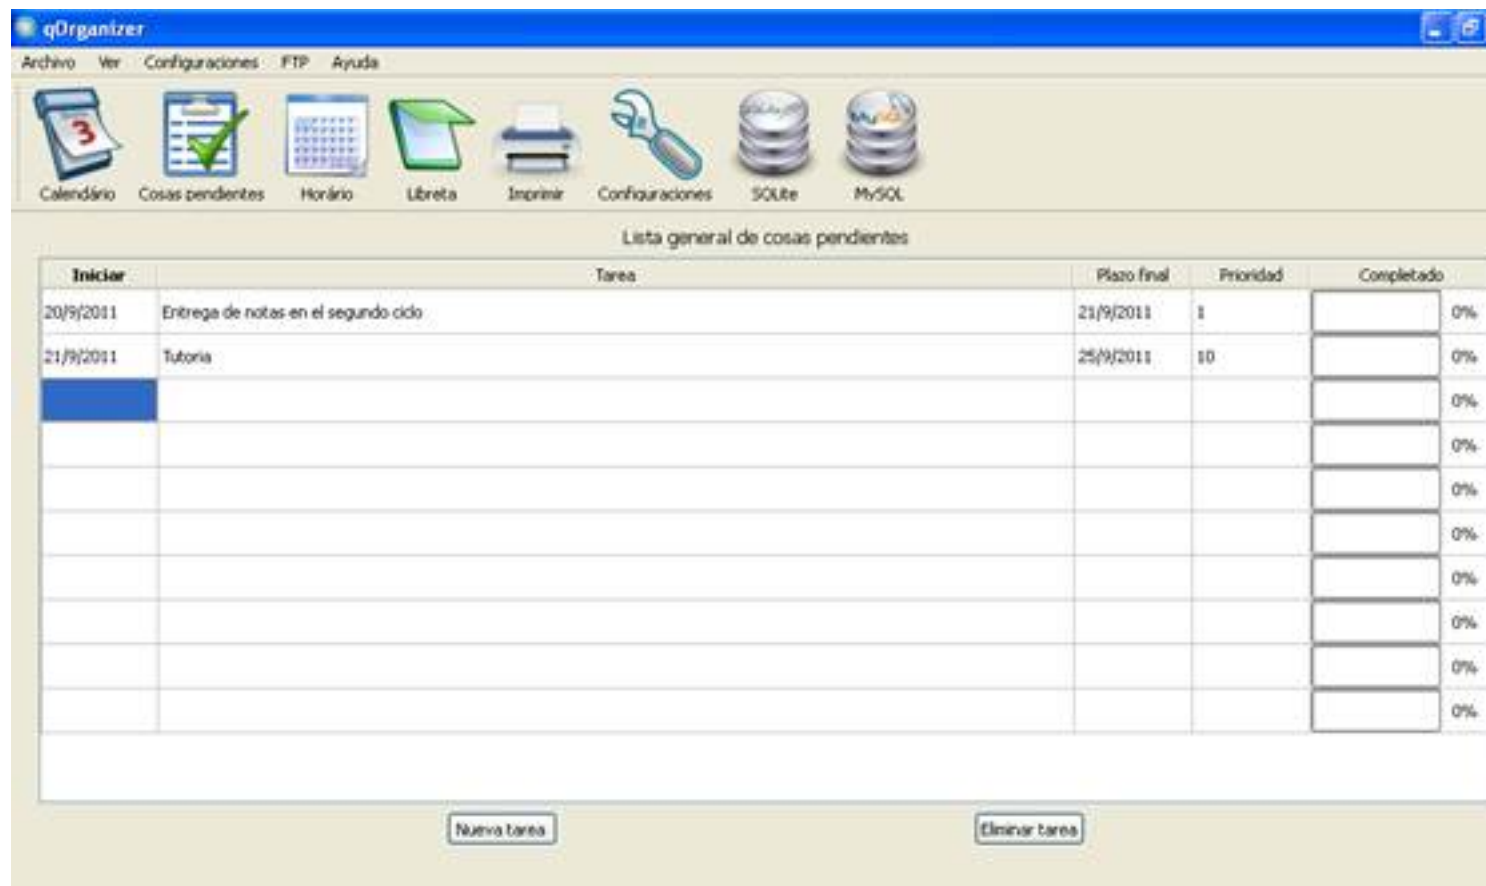 qOrganizer
Archivo Ver Configuraciones FTP Ayuda
3
Calendário Cosas pendientes Horário Libreta Imprimir Configuraciones SQLite MySQL
Lista general de cosas pendientes
Iniciar Tarea Plazo final Prioridad Completado
20/9/2011 Entrega de notas en el segundo ciclo 21/9/2011 1 0%
21/9/2011 Tutoria 25/9/2011 10 0%
0%
0%
0%
0%
0%
0%
0%
0%
Nueva tarea Eliminar tarea